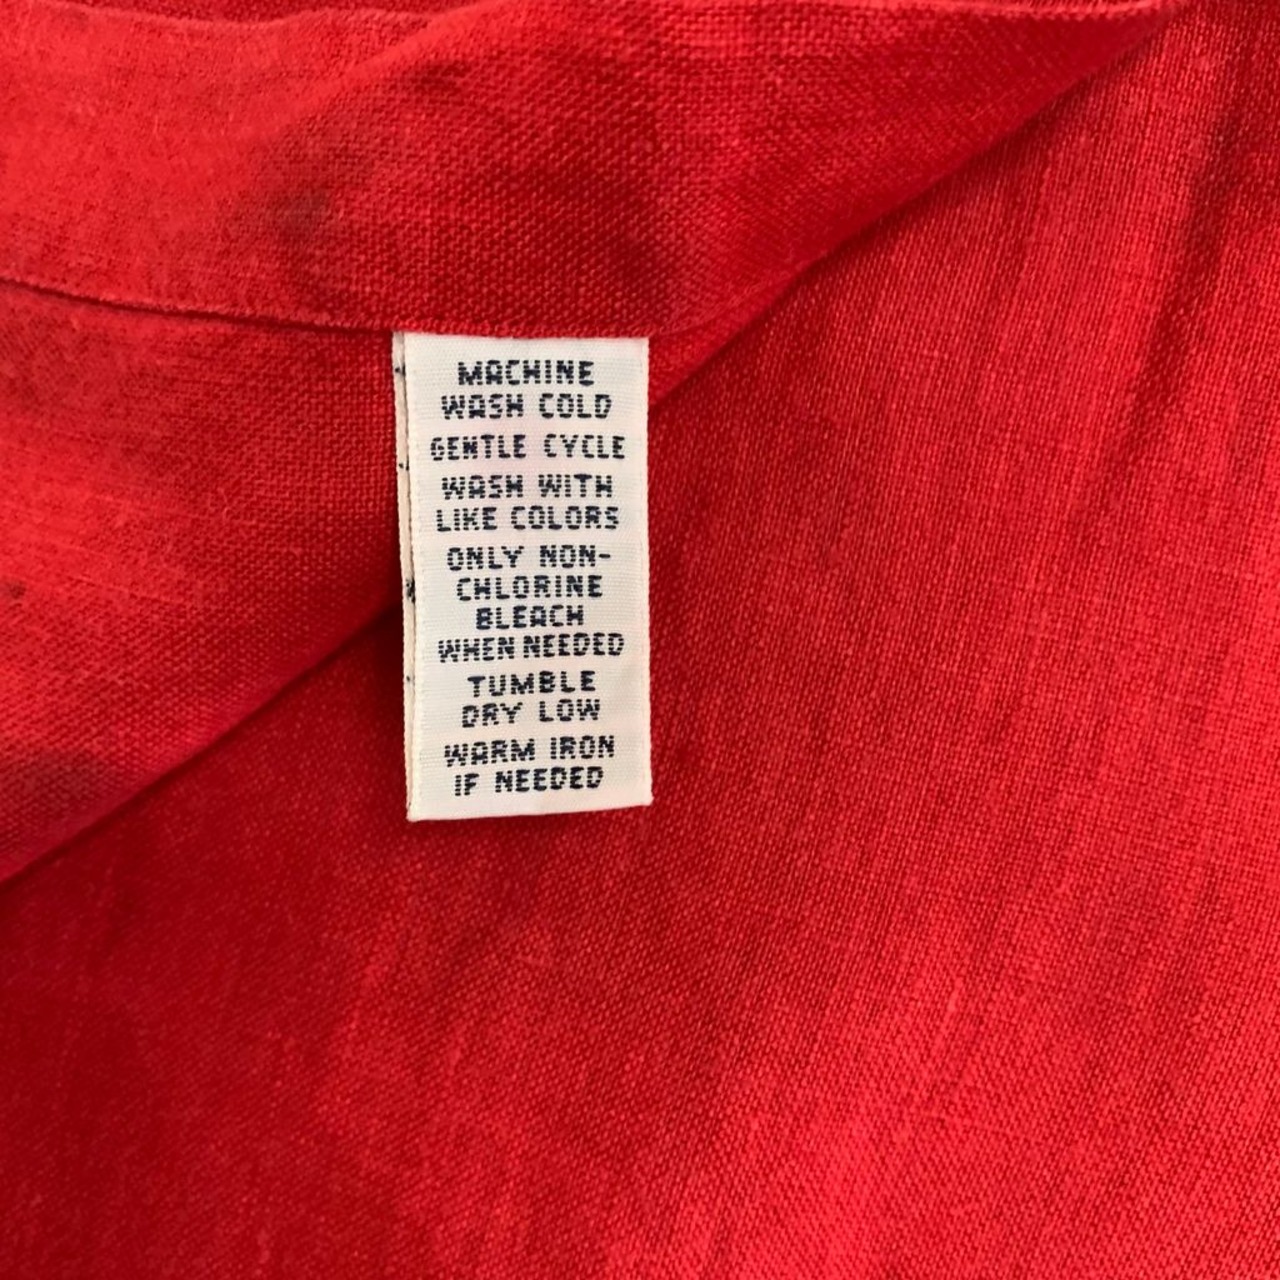 MACHINE
WASH COLD
GENTLE CYCLE
WASH WITH
LIKE COLORS
ONLY NON-
CHLORINE
BLEACH
WHEN NEEDED
TUMBLE
DRY LOW
WARM IRON
IF NEEDED